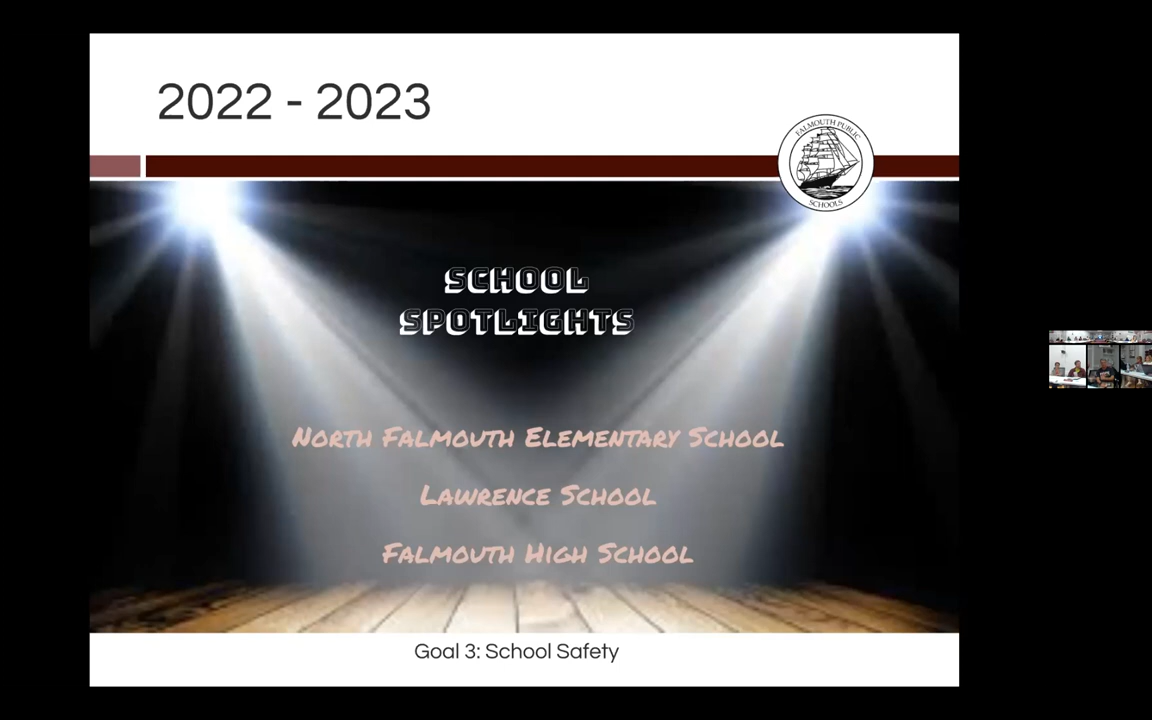 2022 - 2023
FALMOUTH PUBLIC
SCHOOLS
SCHOOL
SPOTLIGHTS
North Falmouth Elementary School
Lawrence School
Falmouth High School
Goal 3: School Safety